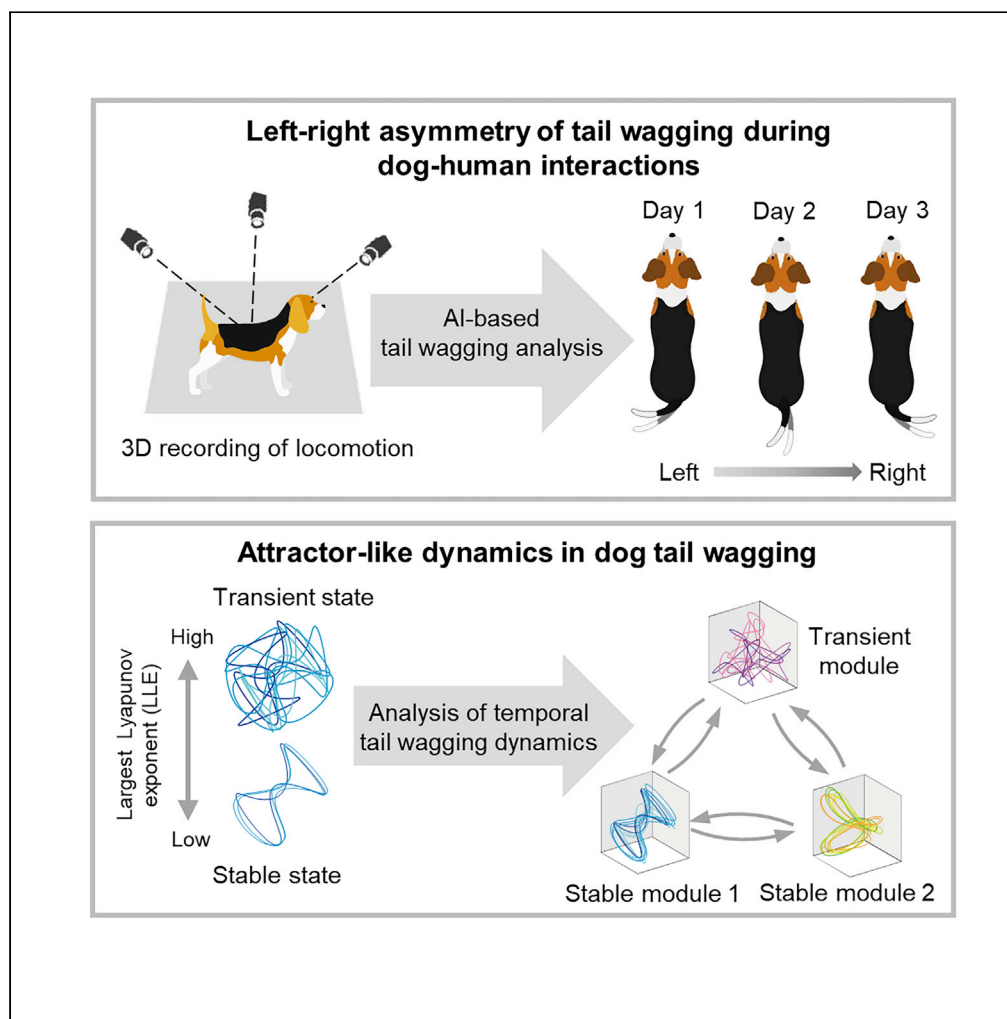 Left-right asymmetry of tail wagging during
dog-human interactions
3D recording of locomotion
AI-based
tail wagging analysis
Day 1
Day 2
Day 3
Left
Right
Attractor-like dynamics in dog tail wagging
Largest Lyapunov
exponent (LLE)
High
Low
Transient state
Stable state
Analysis of temporal
tail wagging dynamics
Transient
module
Stable module 1
Stable module 2